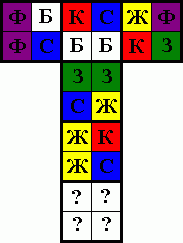 Ф Б К С Ж Ф
Ф С Б Б К З
З З
С Ж
Ж К
Ж С
? ?
? ?